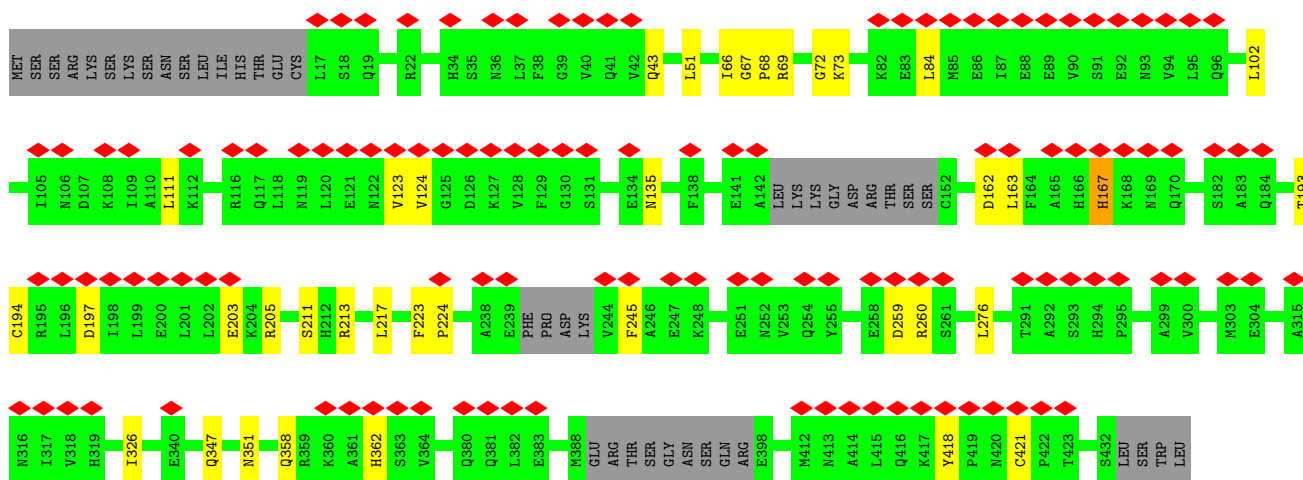 MET SER SER ARG LYS SER LYS SER ASN SER LEU ILE HIS THR GLU CYS L17 S18 Q19 R22 H34 S35 N36 L37 F38 G39 V40 Q41 V42 Q43 L51 I66 G67 P68 R69 G72 K73 K82 E83 L84 M85 E86 I87 E88 E89 V90 S91 E92 N93 V94 L95 Q96 L102
I105 N106 D107 K108 I109 A110 L111 K112 R116 Q117 L118 N119 L120 E121 N122 V123 V124 G125 D126 K127 V128 F129 G130 S131 E134 N135 F138 E141 A142 LEU LYS LYS GLY ASP ARG THR SER SER C152 D162 L163 F164 A165 H166 H167 K168 N169 Q170 S182 A183 Q184 T193
C194 R195 L196 D197 I198 L199 E200 L201 L202 E203 K204 R205 S211 H212 R213 L217 F223 P224 A238 E239 PHE PRO ASP LYS V244 F245 A246 E247 K248 E251 N252 V253 Q254 Y255 E258 D259 R260 S261 L276 T291 A292 S293 H294 P295 A299 V300 M303 E304 A315
N316 I317 V318 H319 I326 E340 Q347 N351 Q358 R359 K360 A361 H362 S363 V364 Q380 Q381 L382 E383 M388 GLU ARG THR SER GLY ASN SER GLN ARG E398 M412 N413 A414 L415 Q416 K417 Y418 P419 N420 C421 P422 T423 S432 LEU SER TRP LEU